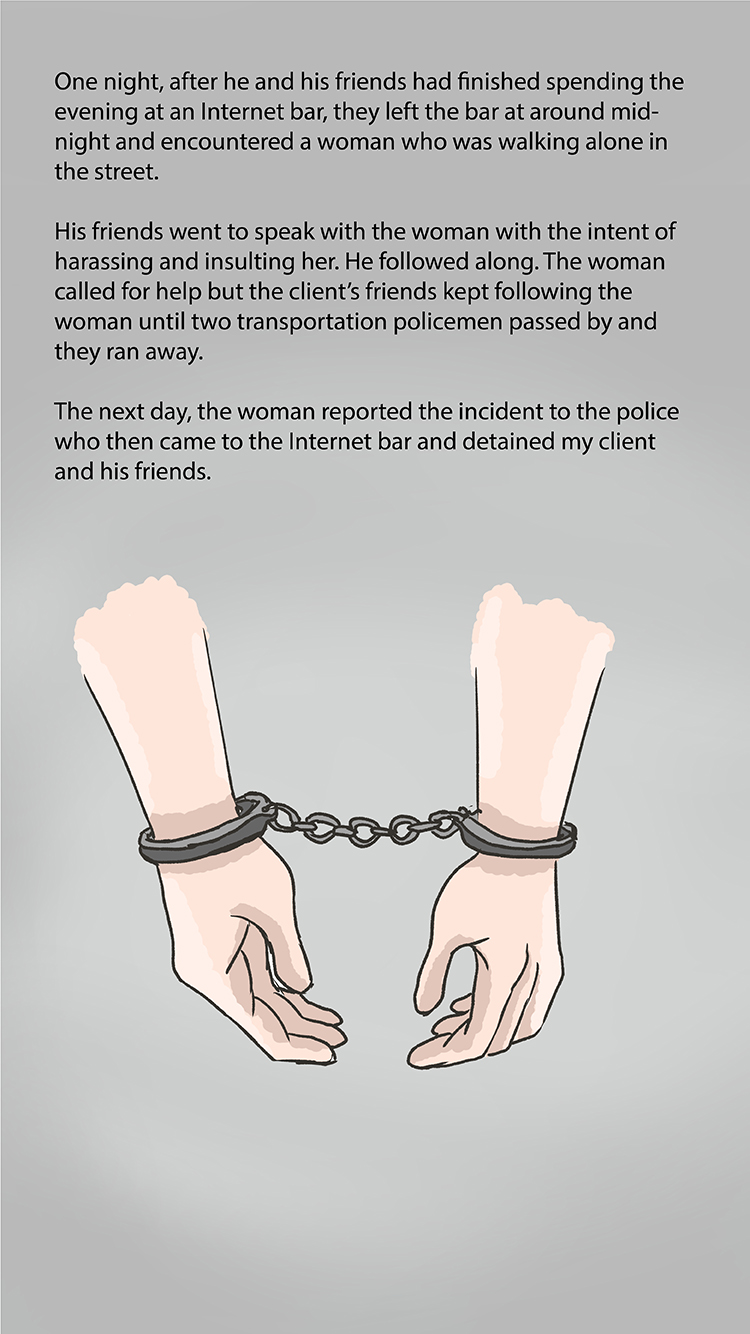 One night, after he and his friends had finished spending the
evening at an Internet bar, they left the bar at around mid-
night and encountered a woman who was walking alone in
the street.
His friends went to speak with the woman with the intent of
harassing and insulting her. He followed along. The woman
called for help but the client's friends kept following the
woman until two transportation policemen passed by and
they ran away.
The next day, the woman reported the incident to the police
who then came to the Internet bar and detained my client
and his friends.